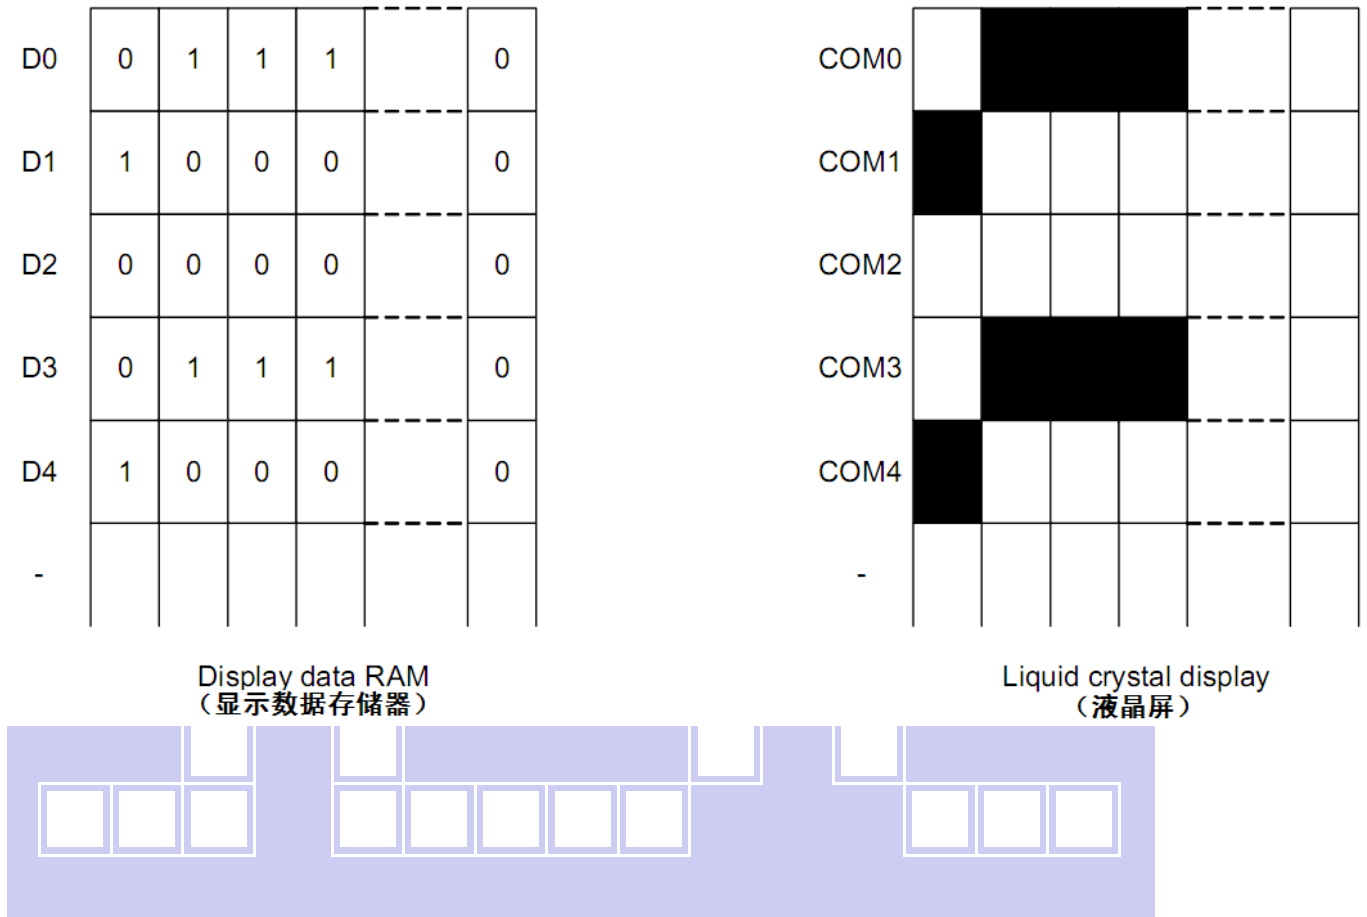 D0 0 1 1 1 0 COM0
D1 1 0 0 0 0 COM1
D2 0 0 0 0 0 COM2
D3 0 1 1 1 0 COM3
D4 1 0 0 0 0 COM4
- -
Display data RAM Liquid crystal display
（显示数据存储器） （液晶屏）